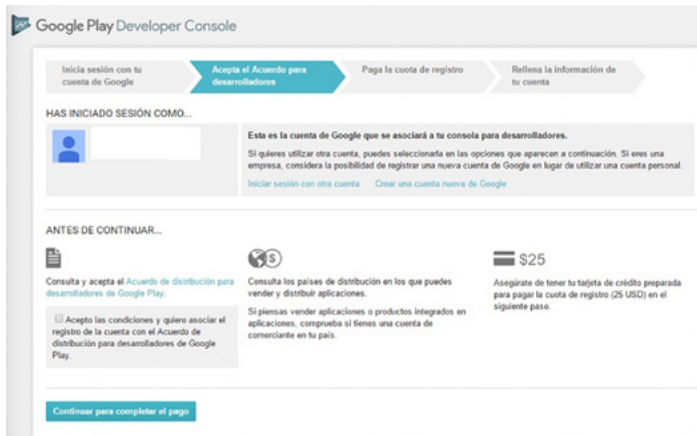 Google Play Developer Console
Inicia sesión con tu
cuenta de Google
Acepta el Acuerdo para
desarrolladores
Paga la cuota de registro
Rellena la información de
tu cuenta
HAS INICIADO SESIÓN COMO...
Esta es la cuenta de Google que se asociará a tu consola para desarrolladores.
Si quieres utilizar otra cuenta, puedes seleccionarla en las opciones que aparecen a continuación. Si eres una
empresa, considera la posibilidad de registrar una nueva cuenta de Google en lugar de utilizar una cuenta personal.
Iniciar sesión con otra cuenta Crear una cuenta nueva de Google
ANTES DE CONTINUAR...
Consulta y acepta el Acuerdo de distribución para
desarrolladores de Google Play.
Acepto las condiciones y quiero asociar el
registro de la cuenta con el Acuerdo de
distribución para desarrolladores de Google
Play.
Consulta los países de distribución en los que puedes
vender y distribuir aplicaciones.
Si piensas vender aplicaciones o productos integrados en
aplicaciones, comprueba si tienes una cuenta de
comerciante en tu país.
$25
Asegúrate de tener tu tarjeta de crédito preparada
para pagar la cuota de registro (25 USD) en el
siguiente paso.
Continuar para completar el pago